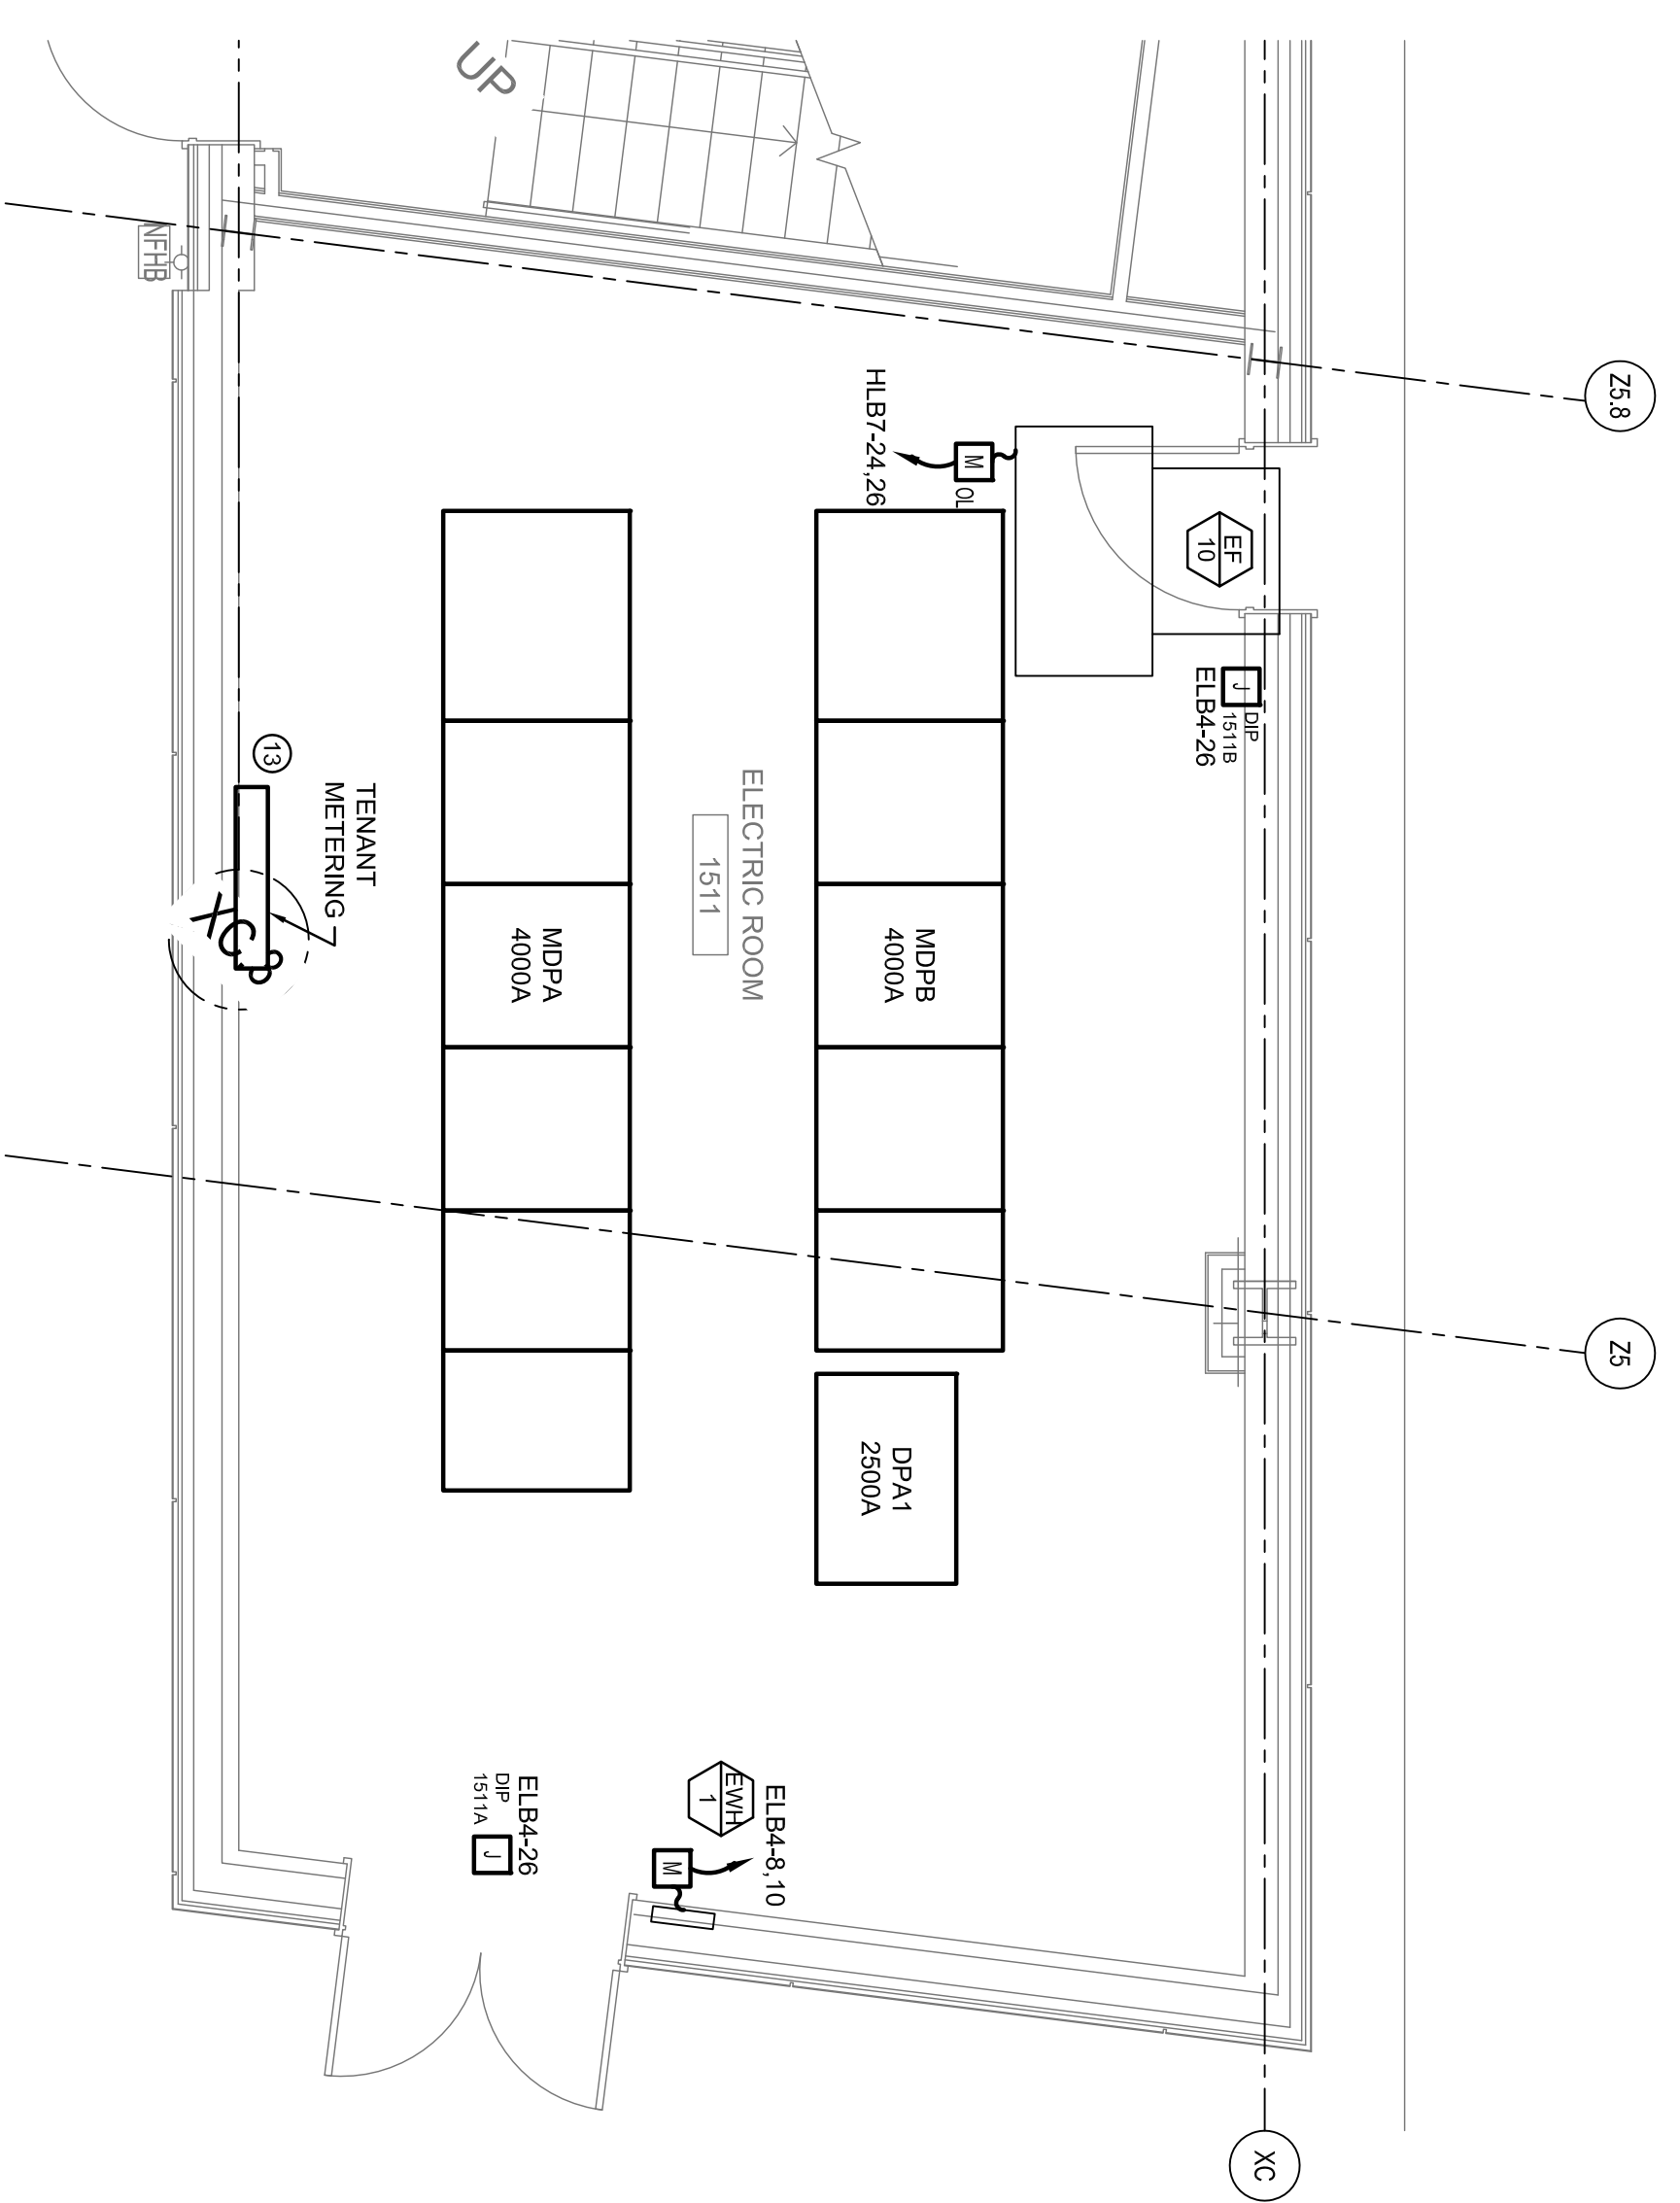 Z5.8
Z5
XC
EF
10
J
DIP
1511B
ELB4-26
M
OL
HLB7-24,26
UP
NFHB
MDPB
4000A
DPA1
2500A
ELECTRIC ROOM
1511
MDPA
4000A
ELB4-8,10
EWH
1
M
ELB4-26
DIP
1511A
J
TENANT
METERING
13